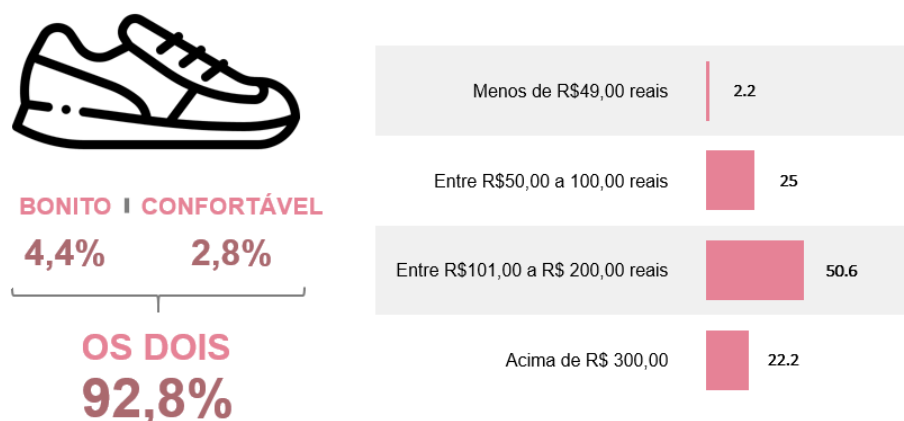 BONITO I CONFORTÁVEL
4,4% 2,8%
OS DOIS
92,8%
Menos de R$49,00 reais 2.2
Entre R$50,00 a 100,00 reais 25
Entre R$101,00 a R$ 200,00 reais 50.6
Acima de R$ 300,00 22.2